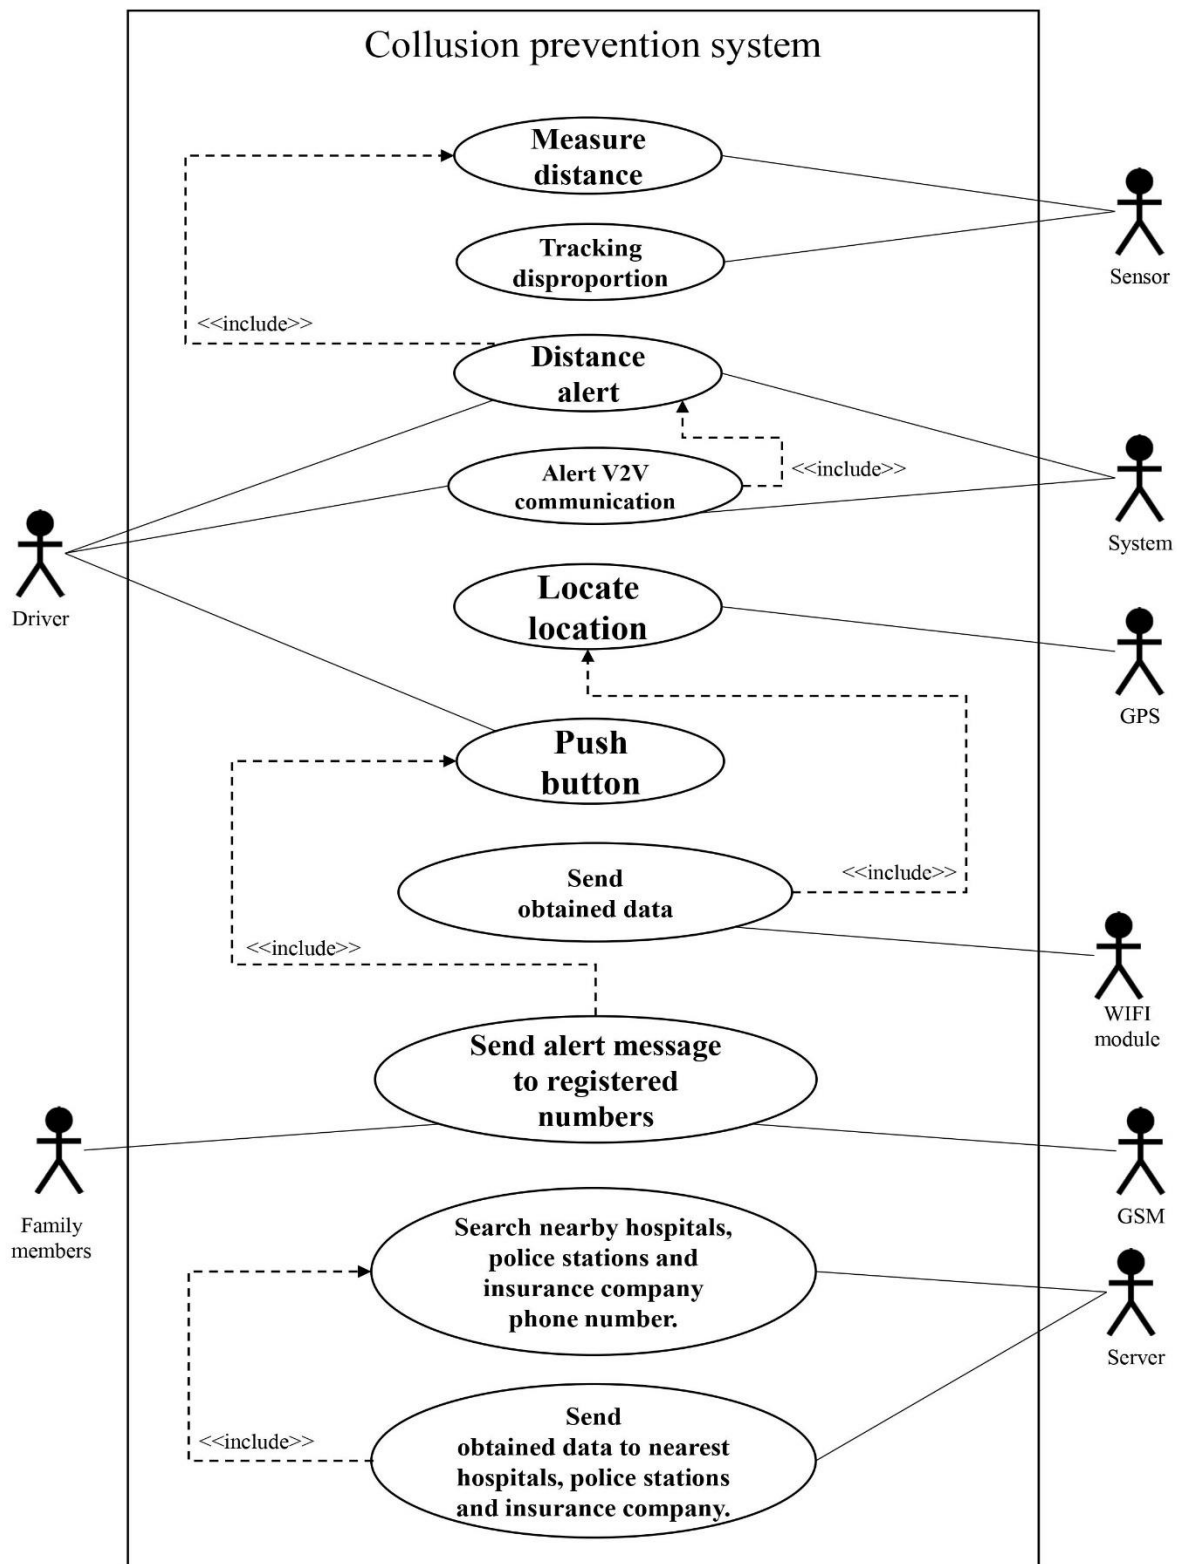 Collusion prevention system
Measure
distance
Tracking
disproportion
Sensor
<<include>>
Distance
alert
<<include>>
Alert V2V
communication
System
Driver
Locate
location
GPS
Push
button
Send
obtained data
<<include>>
<<include>>
WIFI
module
Send alert message
to registered
numbers
Family
members
GSM
Search nearby hospitals,
police stations and
insurance company
phone number.
Server
<<include>>
Send
obtained data to nearest
hospitals, police stations
and insurance company.